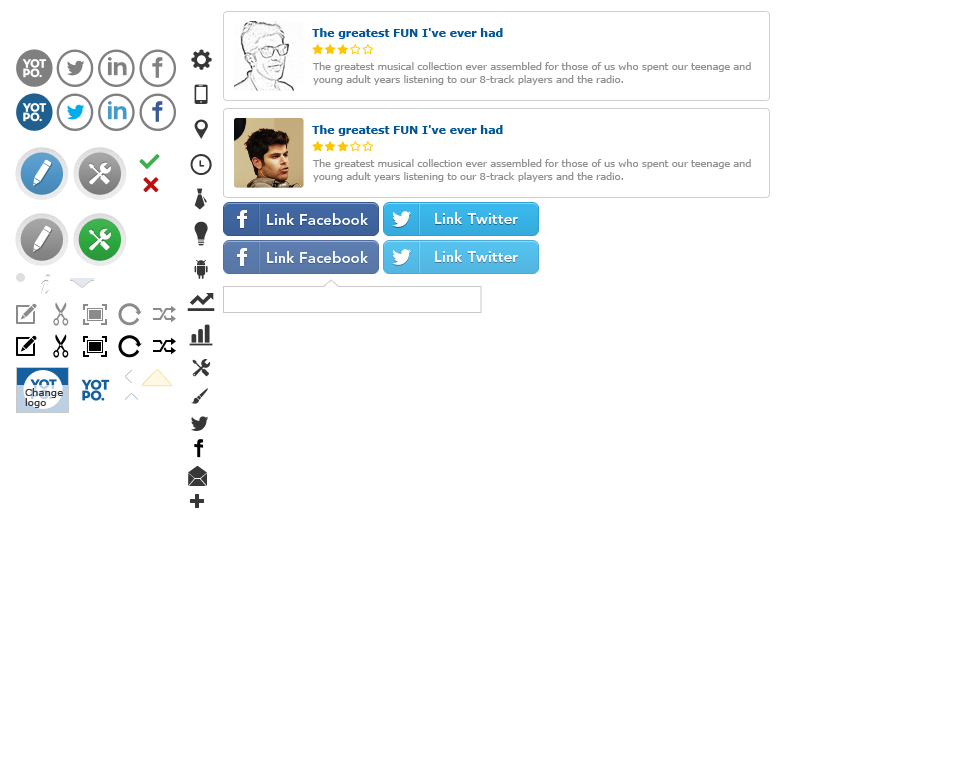 YOT
PO.
in
YOT
PO.
in
YOT
PO.
Change
logo
YOT
PO.
The greatest FUN I've ever had
The greatest musical collection ever assembled for those of us who spent our teenage and
young adult years listening to our 8-track players and the radio.
The greatest FUN I've ever had
The greatest musical collection ever assembled for those of us who spent our teenage and
young adult years listening to our 8-track players and the radio.
Link Facebook
Link Twitter
Link Facebook
Link Twitter